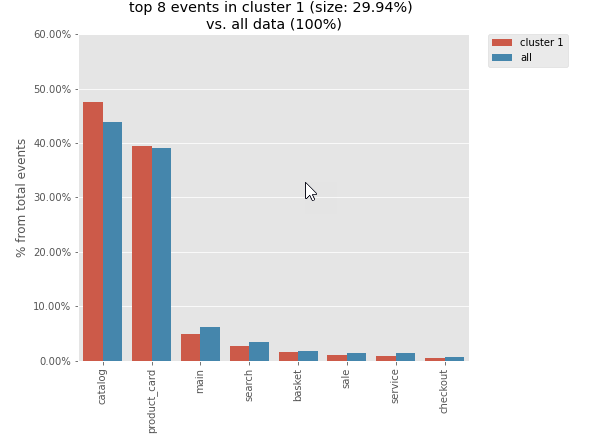 top 8 events in cluster 1 (size: 29.94%)
vs. all data (100%)
cluster 1
all
% from total events
60.00%
50.00%
40.00%
30.00%
20.00%
10.00%
0.00%
catalog
product_card
main
search
basket
sale
service
checkout